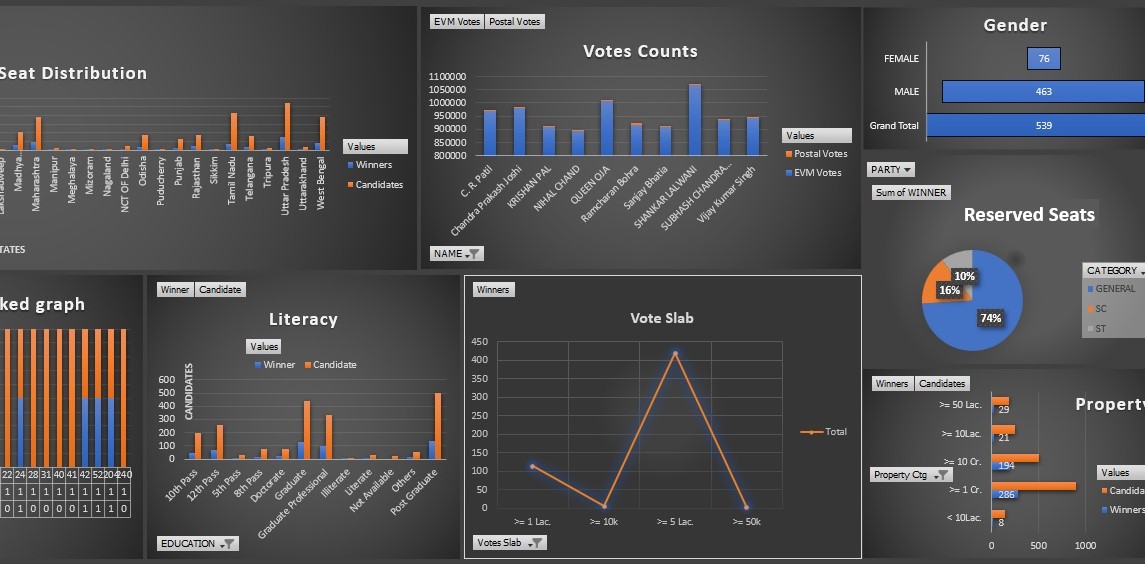 Seat Distribution
Madhya..
Maharashtra
Manipur
Meghalaya
Mizoram
Nagaland
NCT OF Delhi
Odisha
Puducherry
Punjab
Rajasthan
Sikkim
Tamil Nadu
Telangana
Tripura
Uttar Pradesh
Uttarakhand
West Bengal
Values
Winners
Candidates
TATES
EVM Votes Postal Votes
Votes Counts
1100000
1050000
1000000
950000
900000
850000
800000
C. R. Patil
Chandra Prakash Joshi
KRISHAN PAL
NIHAL CHAND
QUEEN OJA
Ramcharan Bohra
Sanjay Bhatia
SHANKAR LALWANI
SUBHASH CHANDRA...
Vijay Kumar Singh
Values
Postal Votes
EVM Votes
NAME
Gender
FEMALE 76
MALE 463
Grand Total 539
PARTY
Sum of WINNER
Reserved Seats
10%
16%
74%
CATEGORY
GENERAL
SC
ST
ked graph
22 24 28 31 40 41 42 52 204 240
1 1 1 1 1 1 1 1 1 1
0 1 0 0 0 0 1 1 1 0
Winner Candidate
Literacy
Values
Winner Candidate
CANDIDATES
600
500
400
300
200
100
0
10th Pass
12th Pass
5th Pass
8th Pass
Doctorate
Graduate
Graduate Professional
Illiterate
Literate
Not Available
Others
Post Graduate
EDUCATION
Winners
Vote Slab
450
400
350
300
250
200
150
100
50
0
>= 1 Lac.
>= 10k
>= 5 Lac.
>= 50k
Total
Votes Slab
Winners Candidates
Property
>= 50 Lac. 29
>= 10Lac. 21
>= 10 Cr. 194
Property Ctg
>= 1 Cr. 286
< 10Lac. 8
0 500 1000
Values
Candida
Winners